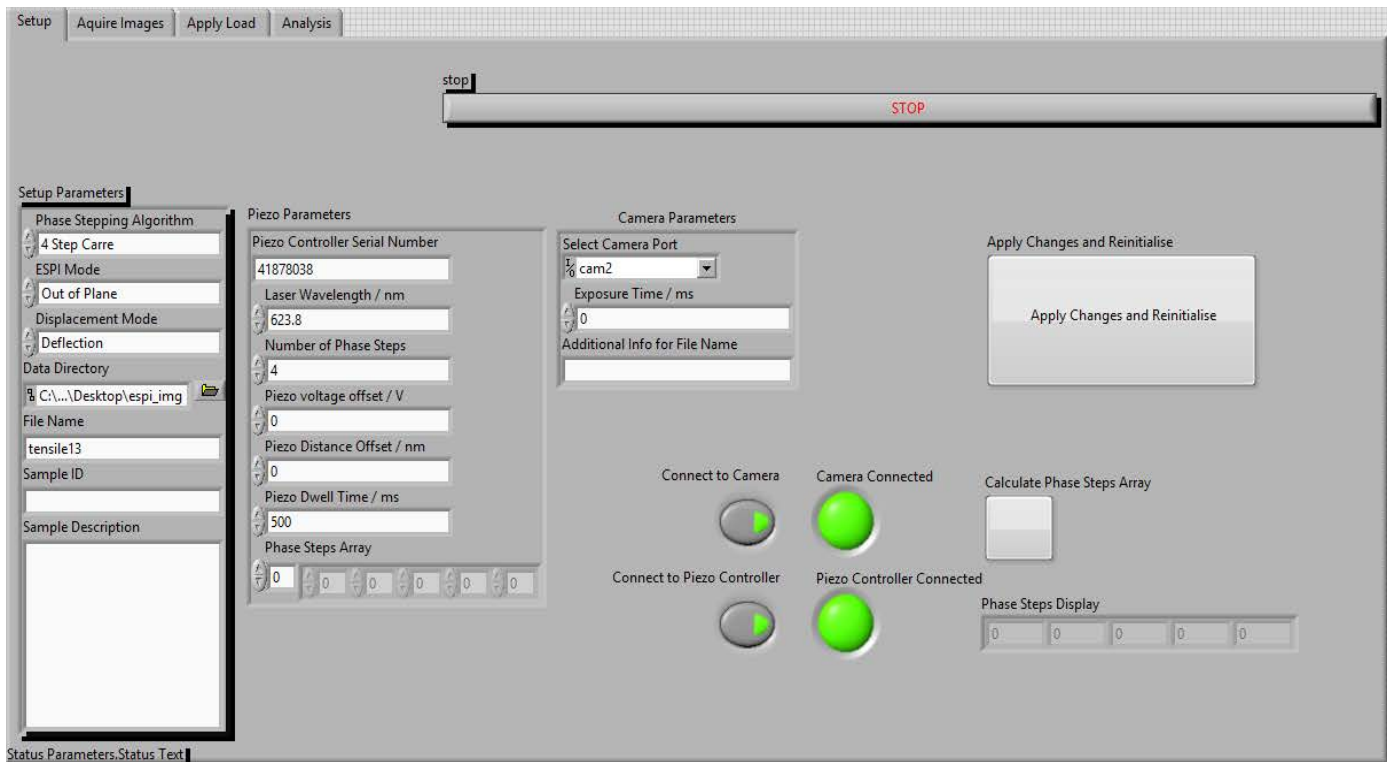 Setup
Aquire Images
Apply Load
Analysis
stop
STOP
Setup Parameters
Phase Stepping Algorithm
4 Step Carre
ESPI Mode
Out of Plane
Displacement Mode
Deflection
Data Directory
C:\...\Desktop\espi_img
File Name
tensile13
Sample ID
Sample Description
Piezo Parameters
Piezo Controller Serial Number
41878038
Laser Wavelength / nm
623.8
Number of Phase Steps
4
Piezo voltage offset / V
0
Piezo Distance Offset / nm
0
Piezo Dwell Time / ms
500
Phase Steps Array
0 0 0 0 0 0
Camera Parameters
Select Camera Port
cam2
Exposure Time / ms
0
Additional Info for File Name
Apply Changes and Reinitialise
Apply Changes and Reinitialise
Connect to Camera
Camera Connected
Calculate Phase Steps Array
Connect to Piezo Controller
Piezo Controller Connected
Phase Steps Display
0 0 0 0 0
Status Parameters.Status Text